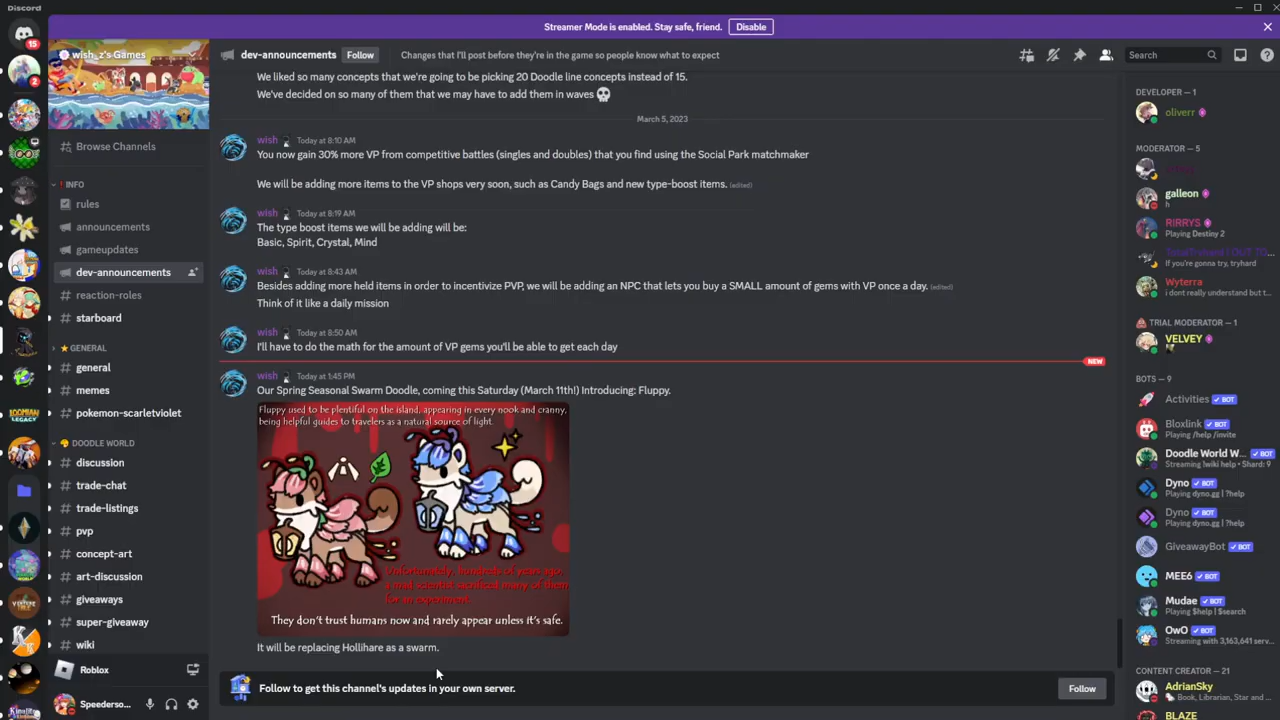 Discord
Streamer Mode is enabled. Stay safe, friend.
Disable
15
2
wish_z's Games
Browse Channels
INFO
rules
announcements
gameupdates
dev-announcements
reaction-roles
starboard
GENERAL
general
memes
pokemon-scarletviolet
DOODLE WORLD
discussion
trade-chat
trade-listings
pvp
concept-art
art-discussion
giveaways
super-giveaway
wiki
Roblox
Speederso...
dev-announcements
Follow
Changes that I'll post before they're in the game so people know what to expect
Search
We liked so many concepts that we're going to be picking 20 Doodle line concepts instead of 15.
We've decided on so many of them that we may have to add them in waves
March 5, 2023
wish Today at 8:10 AM
You now gain 30% more VP from competitive battles (singles and doubles) that you find using the Social Park matchmaker
We will be adding more items to the VP shops very soon, such as Candy Bags and new type-boost items. (edited)
wish Today at 8:19 AM
The type boost items we will be adding will be:
Basic, Spirit, Crystal, Mind
wish Today at 8:43 AM
Besides adding more held items in order to incentivize PVP, we will be adding an NPC that lets you buy a SMALL amount of gems with VP once a day. (edited)
Think of it like a daily mission
wish Today at 8:50 AM
I'll have to do the math for the amount of VP gems you'll be able to get each day
NEW
wish Today at 1:45 PM
Our Spring Seasonal Swarm Doodle, coming this Saturday (March 11th!) Introducing: Fluppy.
Fluppy used to be plentiful on the island, appearing in every nook and cranny,
being helpful guides to travelers as a natural source of light.
Unfortunately, hundreds of years ago,
a mad scientist sacrificed many of them
for an experiment.
They don't trust humans now and rarely appear unless it's safe.
It will be replacing Hollihare as a swarm.
Follow to get this channel's updates in your own server.
Follow
DEVELOPER — 1
oliverr
MODERATOR — 5
galleon
h
RIRRYS
Playing Destiny 2
If you're gonna try, tryhard
Wyterra
i dont really understand but t...
TRIAL MODERATOR — 1
VELVEY
BOTS — 9
Activities BOT
Bloxlink BOT
Playing /help /invite
Doodle World W... BOT
Streaming !wiki help • Shard: 9
Dyno BOT
Playing dyno.gg | ?help
Dyno BOT
Playing dyno.gg | ?help
GiveawayBot BOT
MEE6 BOT
Mudae BOT
Playing $help | $search
OwO BOT
Streaming with 3,163,641 serv...
CONTENT CREATOR — 21
AdrianSky
Book, Librarian, Star and ...
BLAZE